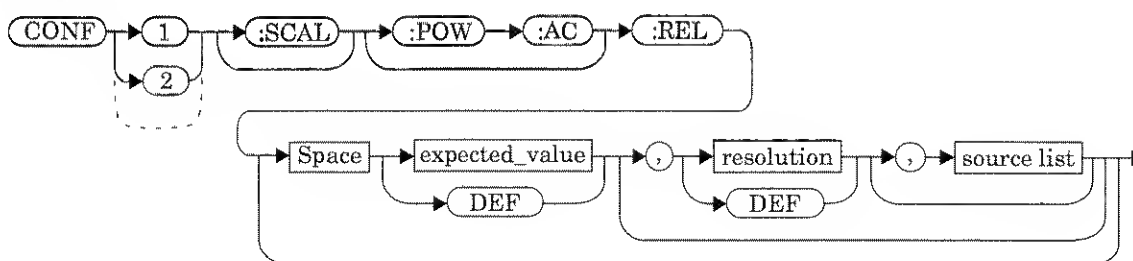 CONF 1 :SCAL :POW :AC :REL
2
Space expected_value , resolution , source list
DEF DEF